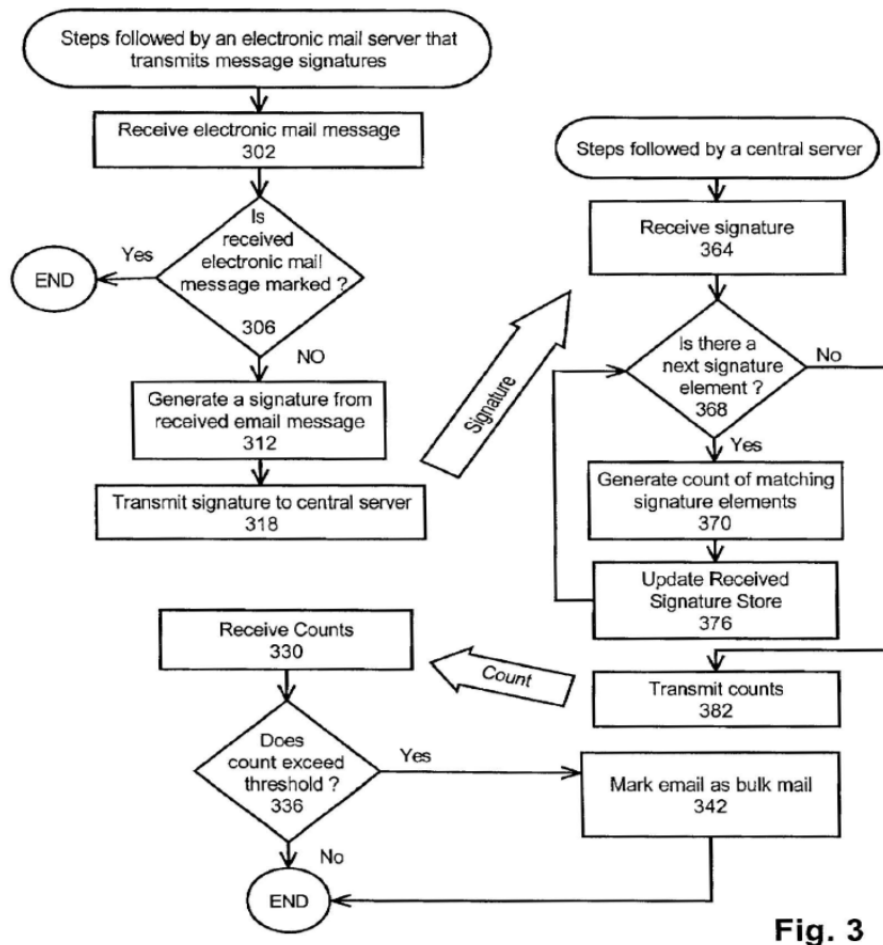 Steps followed by an electronic mail server that
transmits message signatures
Receive electronic mail message
302
Is
received
electronic mail
message marked ?
306
Yes
END
NO
Generate a signature from
received email message
312
Transmit signature to central server
318
Signature
Steps followed by a central server
Receive signature
364
Is there a
next signature
element ?
368
No
Yes
Generate count of matching
signature elements
370
Update Received
Signature Store
376
Transmit counts
382
Count
Receive Counts
330
Does
count exceed
threshold ?
336
Yes
Mark email as bulk mail
342
No
END
Fig. 3